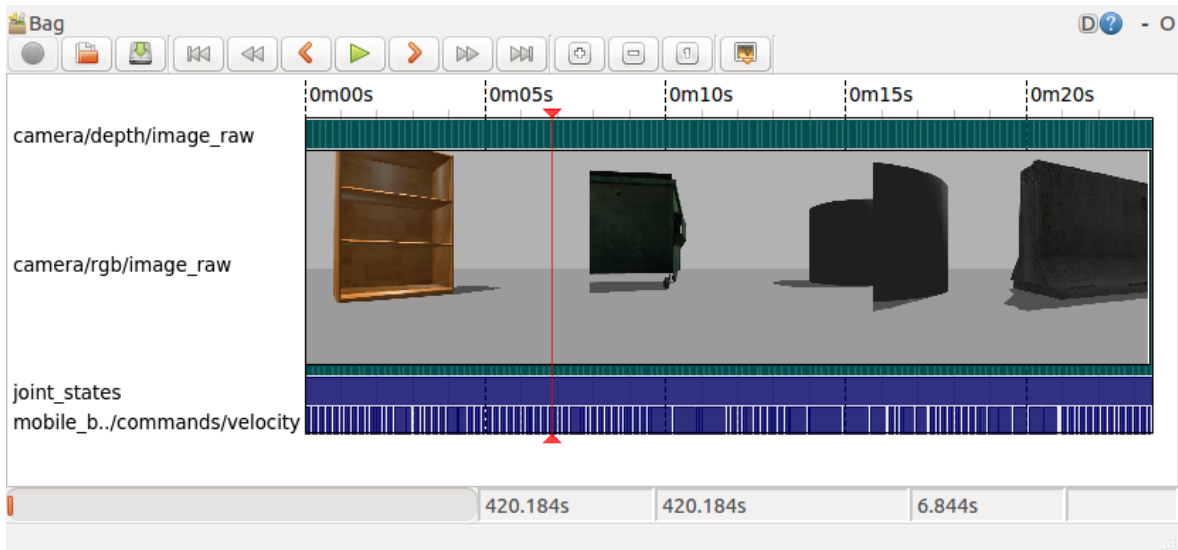 Bag
D ? - O
0m00s 0m05s 0m10s 0m15s 0m20s
camera/depth/image_raw
camera/rgb/image_raw
joint_states
mobile_b../commands/velocity
420.184s 420.184s 6.844s